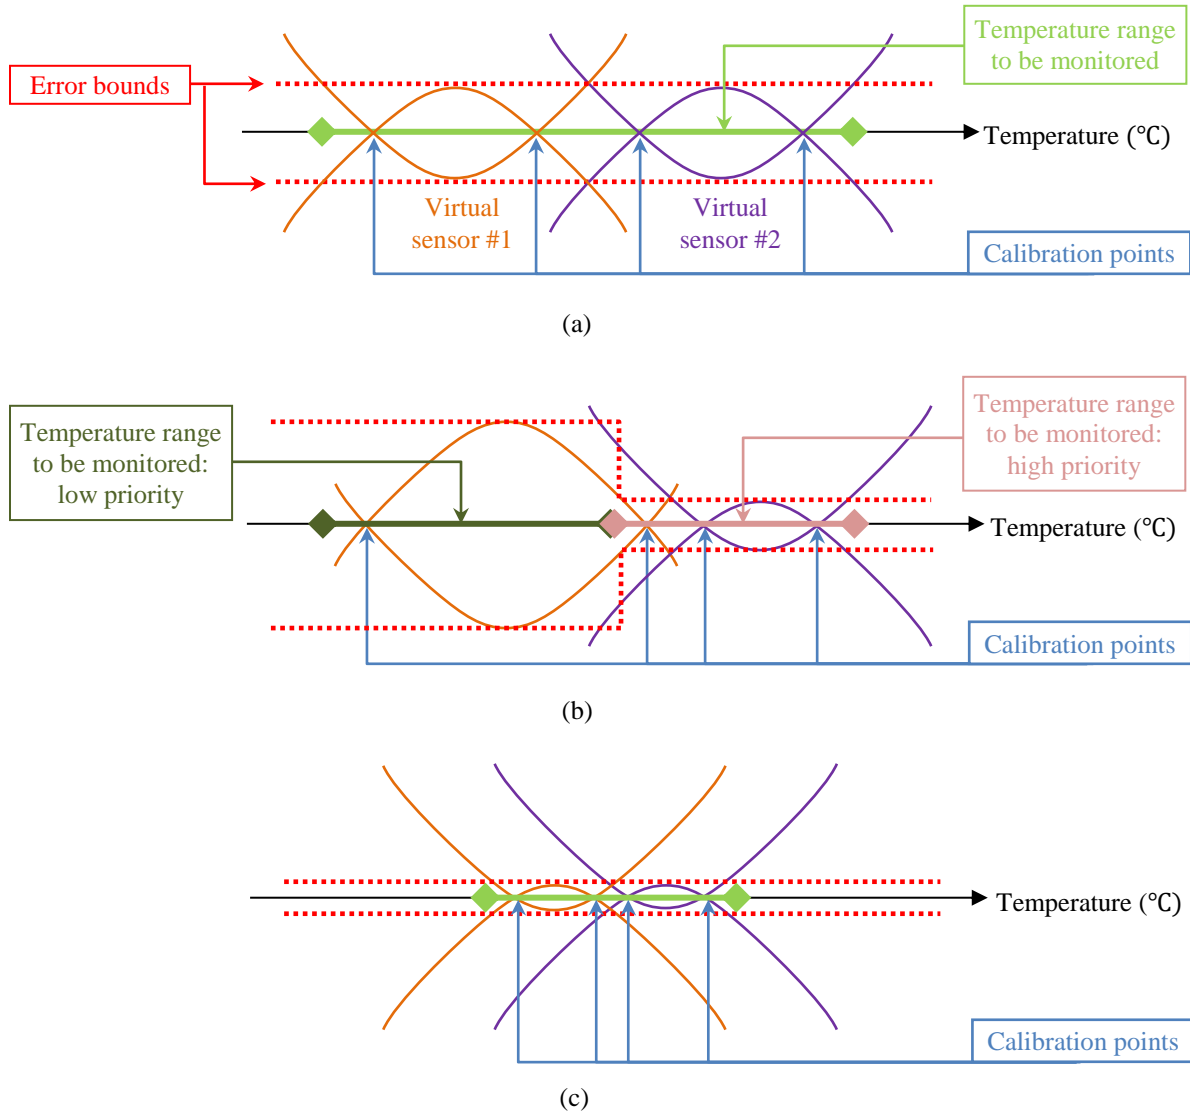 Temperature range
to be monitored
Error bounds
Temperature (°C)
Virtual
sensor #1
Virtual
sensor #2
Calibration points
(a)
Temperature range
to be monitored:
low priority
Temperature range
to be monitored:
high priority
Temperature (°C)
Calibration points
(b)
Temperature (°C)
Calibration points
(c)